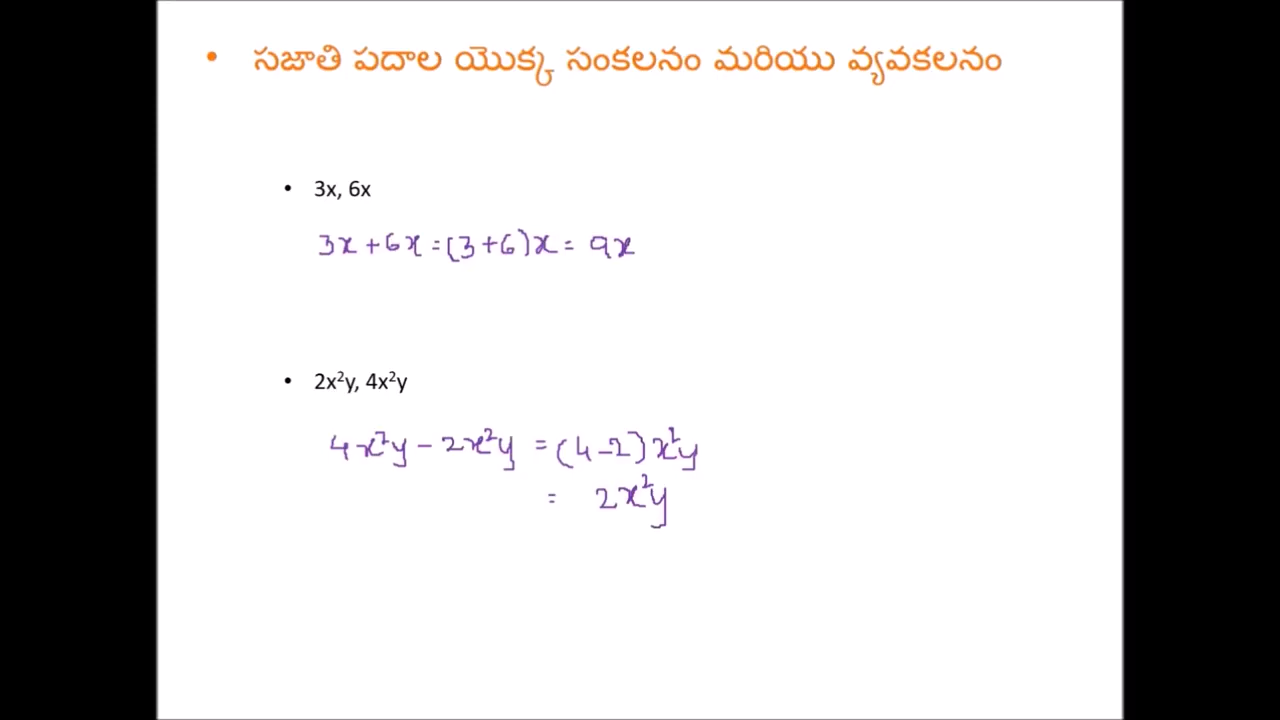 • సజాతి పదాల యొక్క సంకలనం మరియు వ్యవకలనం
• 3x, 6x
3x + 6x = (3 + 6)x = 9x
• 2x²y, 4x²y
4x²y – 2x²y = (4 – 2) x²y
= 2x²y